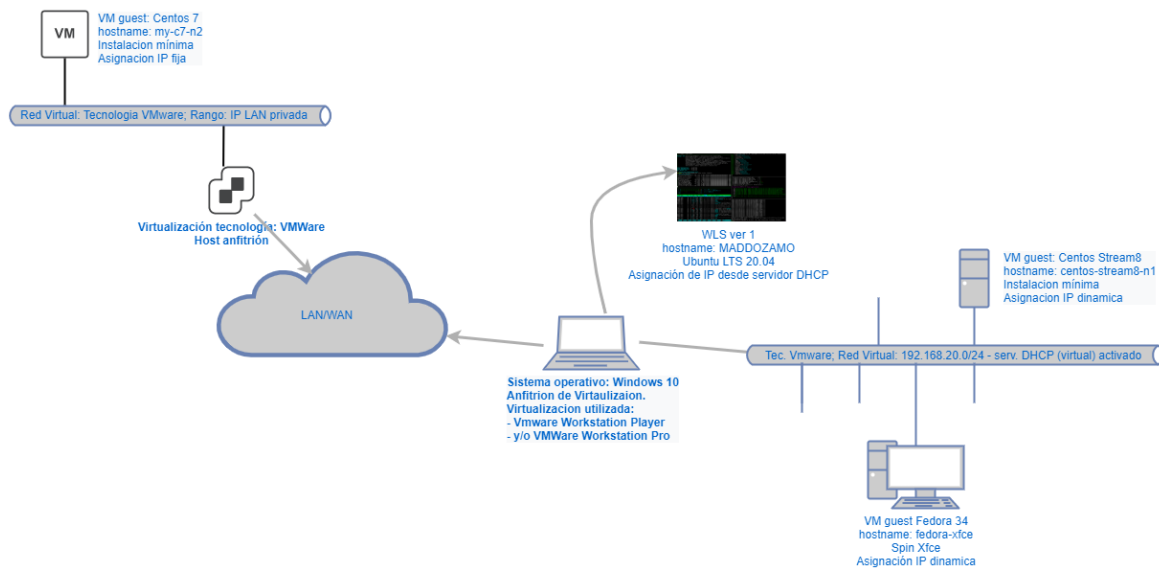 VM
VM guest: Centos 7
hostname: my-c7-n2
Instalacion mínima
Asignacion IP fija
Red Virtual: Tecnologia VMware; Rango: IP LAN privada
Virtualización tecnología: VMWare
Host anfitrión
LAN/WAN
WLS ver 1
hostname: MADDOZAMO
Ubuntu LTS 20.04
Asignación de IP desde servidor DHCP
VM guest: Centos Stream8
hostname: centos-stream8-n1
Instalacion mínima
Asignacion IP dinamica
Tec. Vmware; Red Virtual: 192.168.20.0/24 - serv. DHCP (virtual) activado
Sistema operativo: Windows 10
Anfitrion de Virtaulizaion.
Virtualizacion utilizada:
- Vmware Workstation Player
- y/o VMWare Workstation Pro
VM guest Fedora 34
hostname: fedora-xfce
Spin Xfce
Asignación IP dinamica